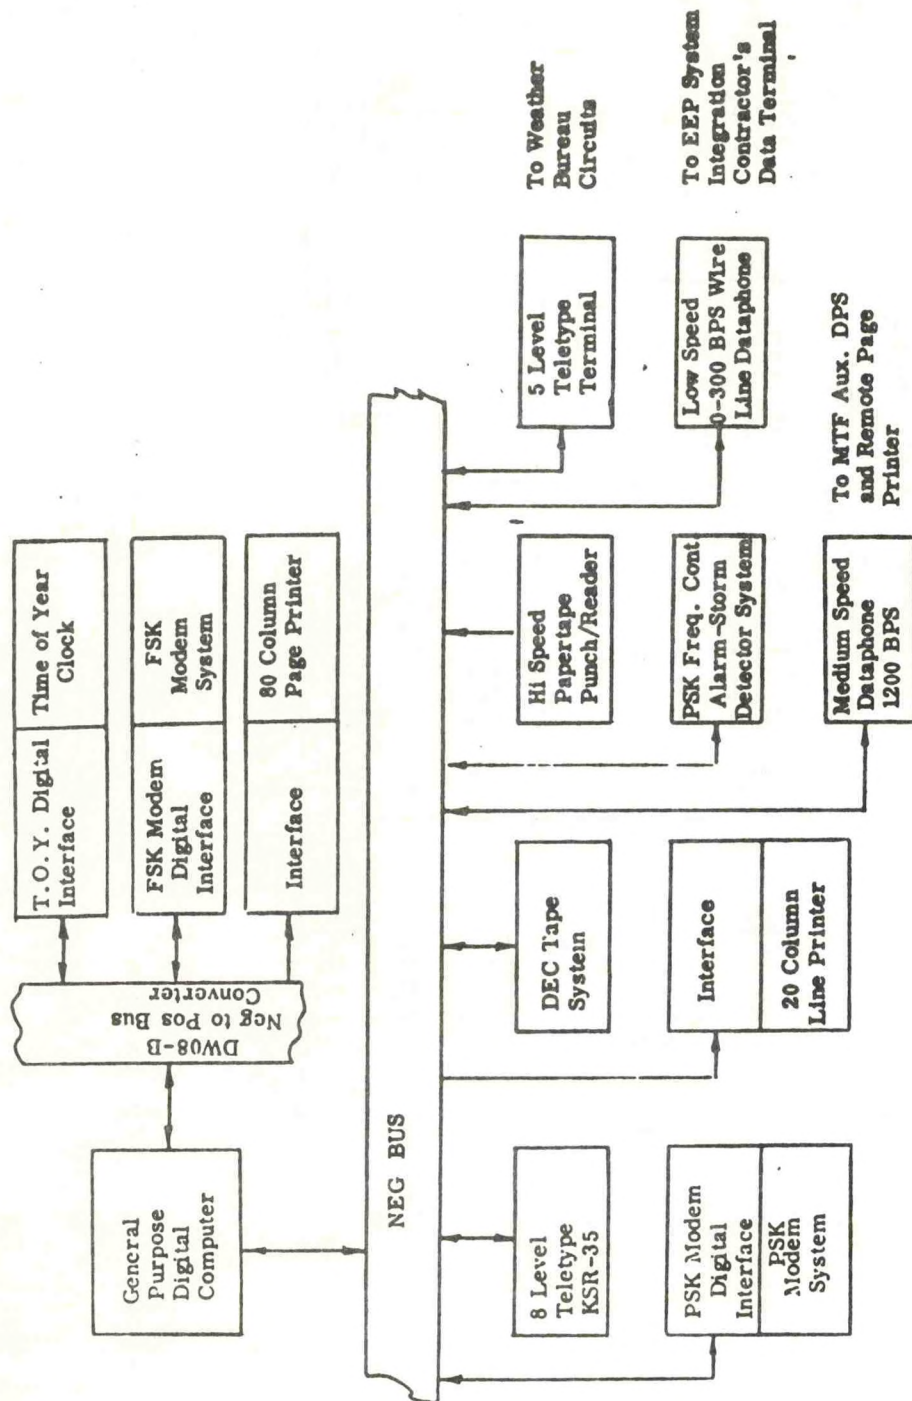 General
Purpose
Digital
Computer
DW08-B
Neg to Pos Bus
Converter
T.O.Y. Digital
Interface
Time of Year
Clock
FSK Modem
Digital
Interface
FSK
Modem
System
Interface
80 Column
Page Printer
NEG BUS
8 Level
Teletype
KSR-35
DEC Tape
System
Hi Speed
Papertape
Punch/Reader
5 Level
Teletype
Terminal
To Weather
Bureau
Circuits
PSK Modem
Digital
Interface
PSK
Modem
System
Interface
20 Column
Line Printer
PSK Freq. Cont.
Alarm-Storm
Detector System
Low Speed
0-300 BPS Wire
Line Dataphone
To EEP System
Integration
Contractor's
Data Terminal
Medium Speed
Dataphone
1200 BPS
To MTF Aux. DPS
and Remote Page
Printer